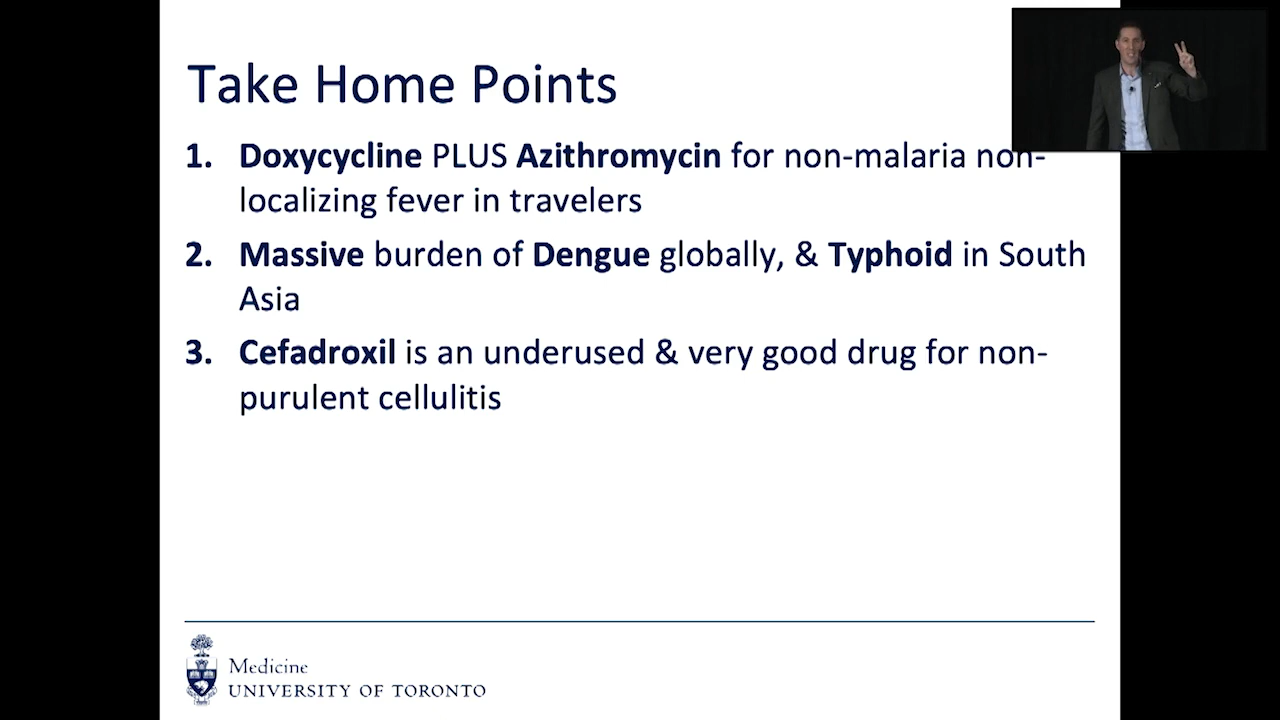 Take Home Points
1. Doxycycline PLUS Azithromycin for non-malaria non-
localizing fever in travelers
2. Massive burden of Dengue globally, & Typhoid in South
Asia
3. Cefadroxil is an underused & very good drug for non-
purulent cellulitis
Medicine
UNIVERSITY OF TORONTO